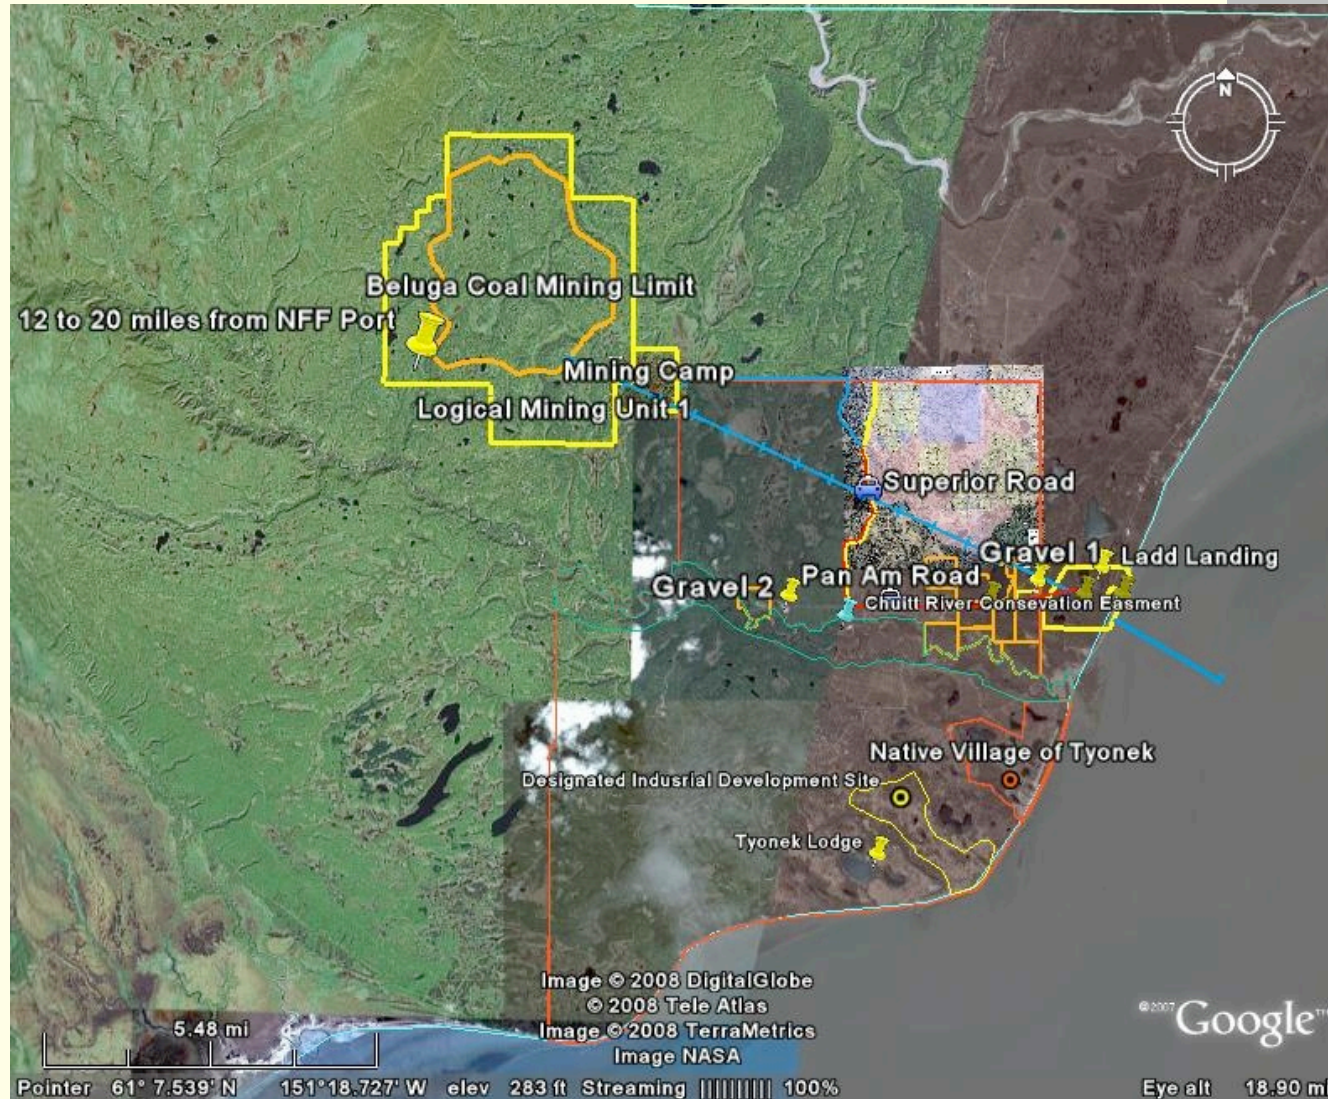 N
Beluga Coal Mining Limit
12 to 20 miles from NFF Port
Mining Camp
Logical Mining Unit 1
Superior Road
Gravel 1
Ladd Landing
Pan Am Road
Gravel 2
Chuitt River Consevation Easment
Native Village of Tyonek
Designated Indusrial Development Site
Tyonek Lodge
Image © 2008 DigitalGlobe
© 2008 Tele Atlas
Image © 2008 TerraMetrics
Image NASA
©2007 Google™
5.48 mi
Pointer 61° 7.539' N 151°18.727' W elev 283 ft Streaming |||||||||| 100% Eye alt 18.90 mi